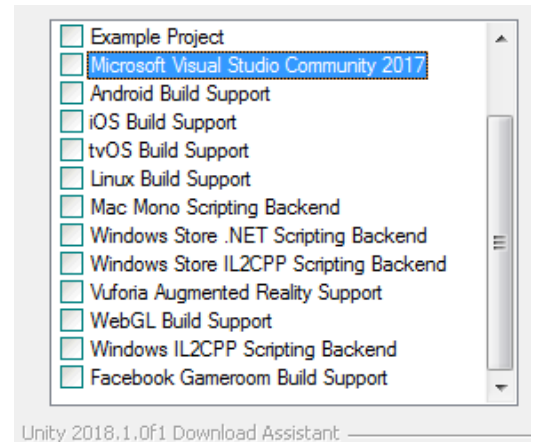 Example Project
Microsoft Visual Studio Community 2017
Android Build Support
iOS Build Support
tvOS Build Support
Linux Build Support
Mac Mono Scripting Backend
Windows Store .NET Scripting Backend
Windows Store IL2CPP Scripting Backend
Vuforia Augmented Reality Support
WebGL Build Support
Windows IL2CPP Scripting Backend
Facebook Gameroom Build Support
Unity 2018.1.0f1 Download Assistant